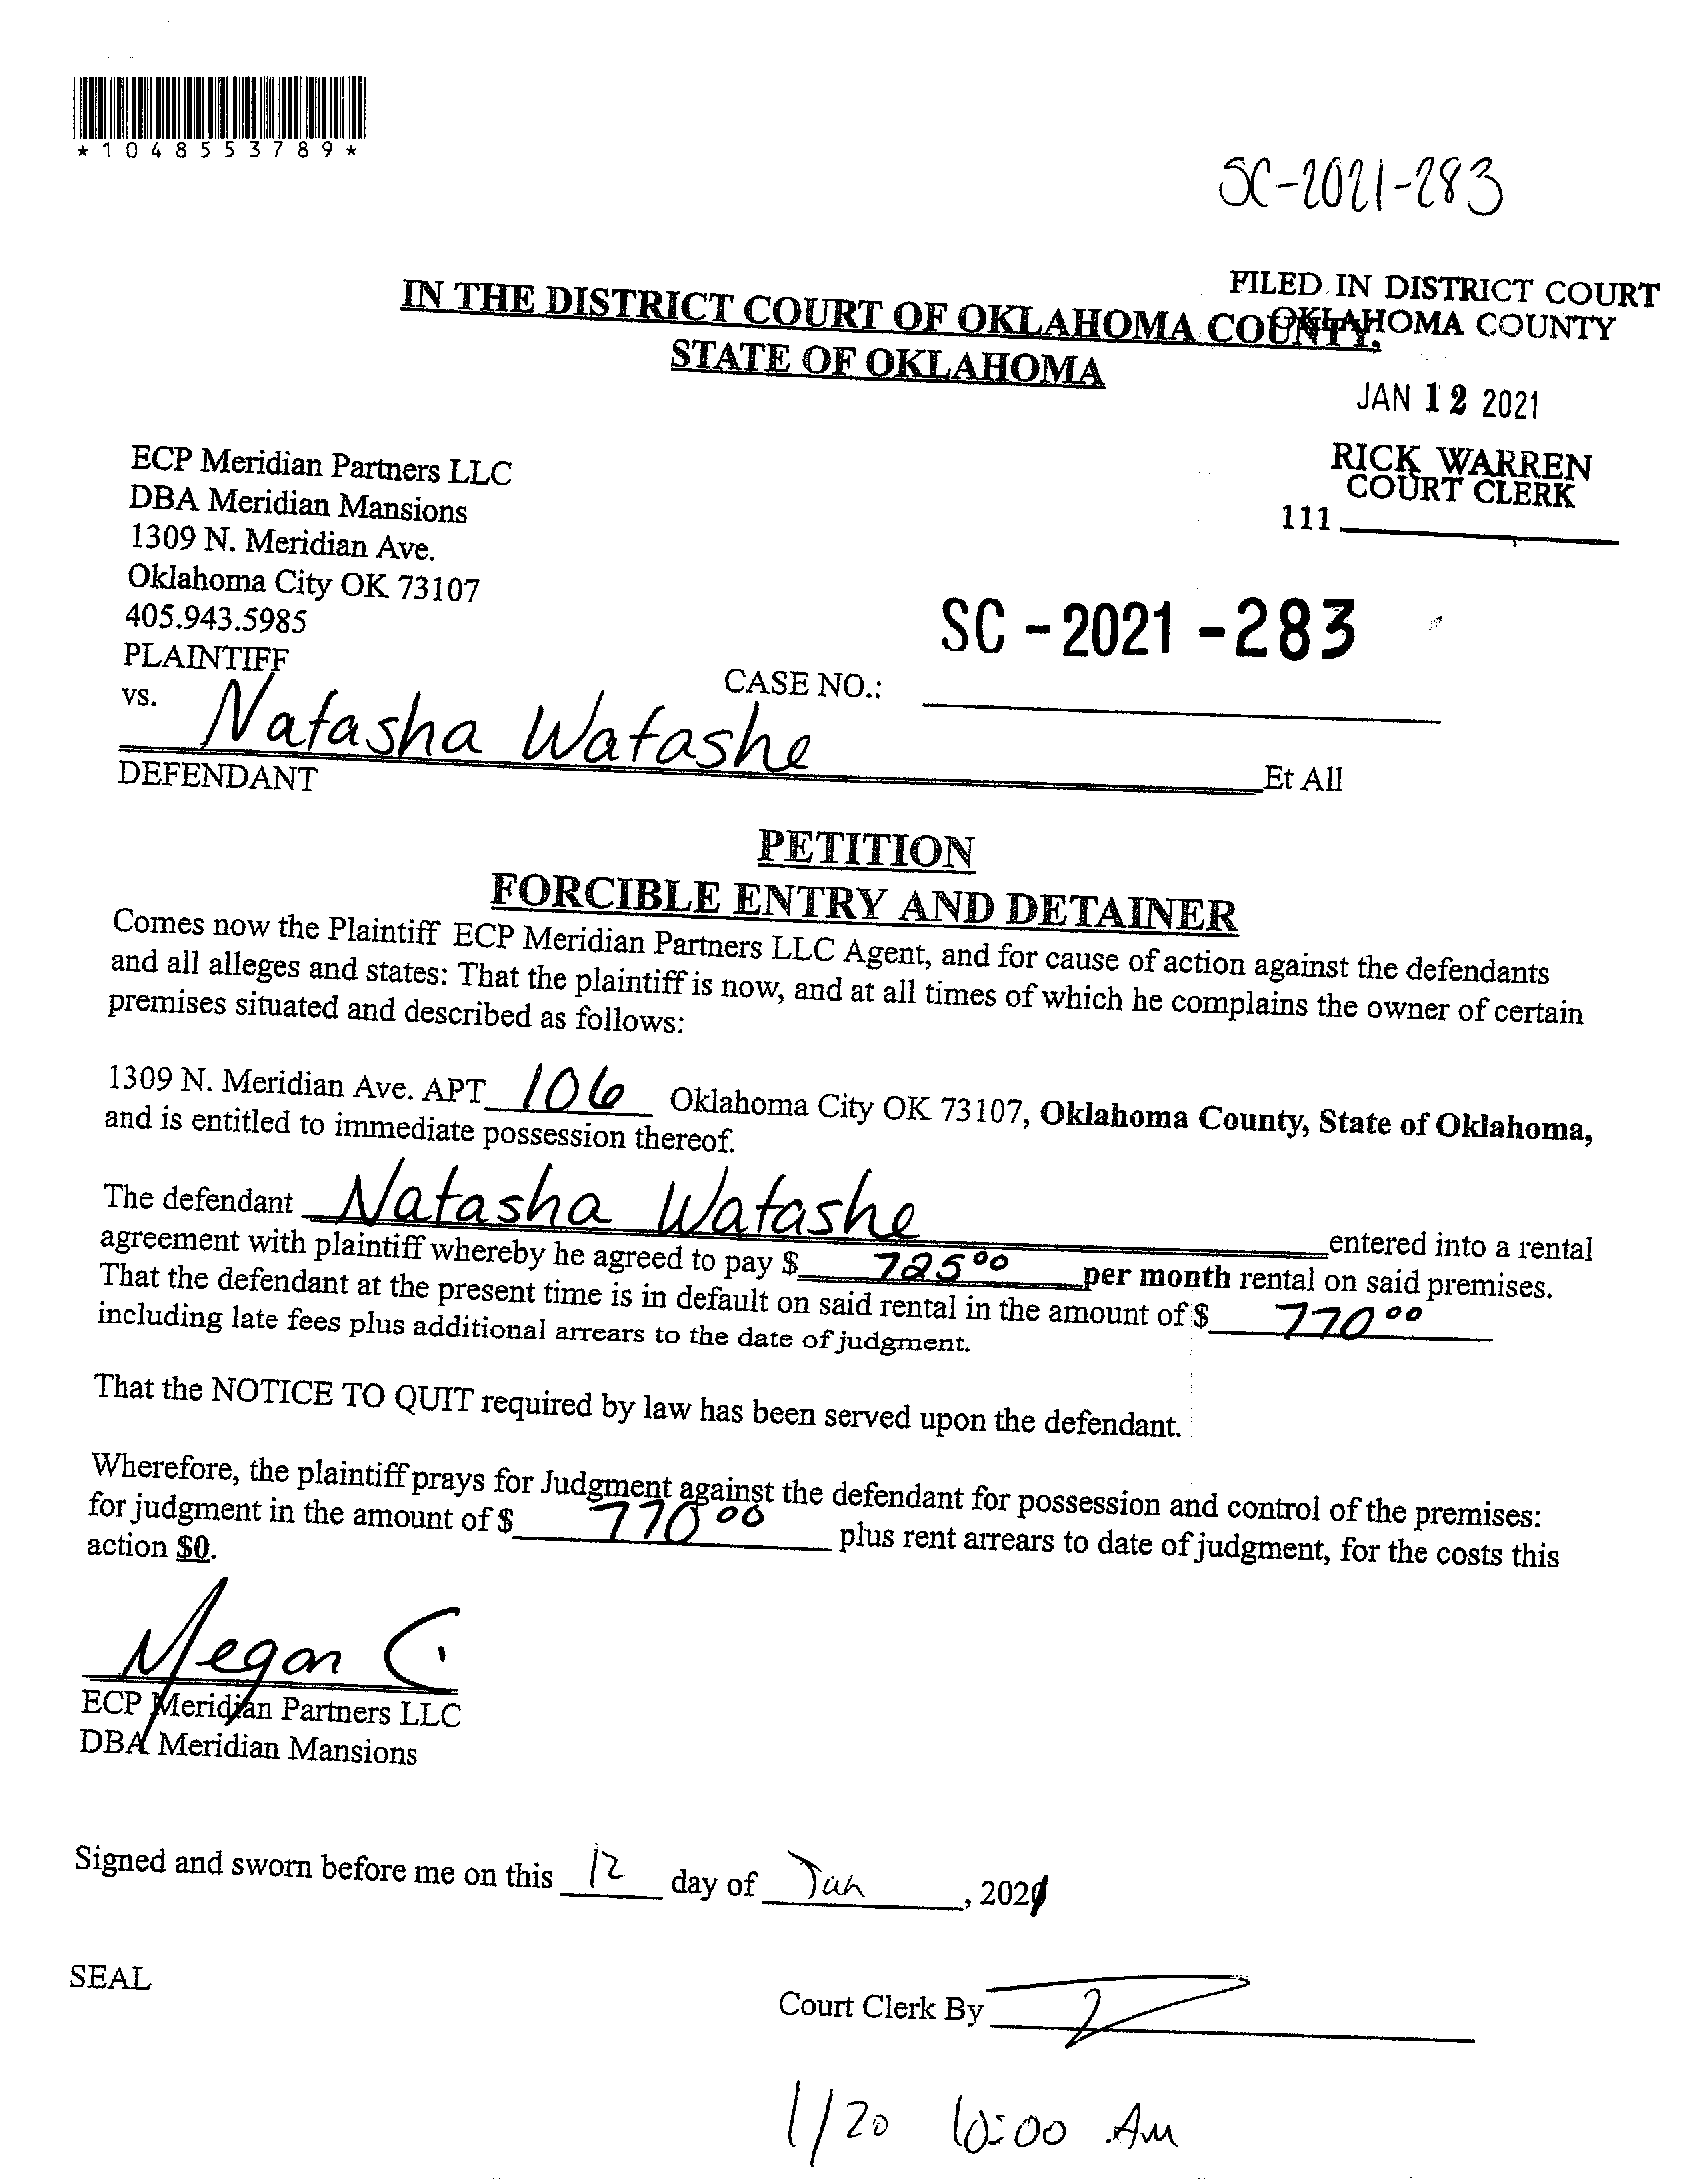 *1048553789*
SC-2021-283
FILED IN DISTRICT COURT
OKLAHOMA COUNTY
IN THE DISTRICT COURT OF OKLAHOMA COUNTY,
STATE OF OKLAHOMA
JAN 12 2021
RICK WARREN
COURT CLERK
111
ECP Meridian Partners LLC
DBA Meridian Mansions
1309 N. Meridian Ave.
Oklahoma City OK 73107
405.943.5985
PLAINTIFF
vs.
CASE NO.: SC-2021-283
Natasha Watashe Et All
DEFENDANT
PETITION
FORCIBLE ENTRY AND DETAINER
Comes now the Plaintiff ECP Meridian Partners LLC Agent, and for cause of action against the defendants
and all alleges and states: That the plaintiff is now, and at all times of which he complains the owner of certain
premises situated and described as follows:
1309 N. Meridian Ave. APT 106 Oklahoma City OK 73107, Oklahoma County, State of Oklahoma,
and is entitled to immediate possession thereof.
The defendant Natasha Watashe entered into a rental
agreement with plaintiff whereby he agreed to pay $ 725 00 per month rental on said premises.
That the defendant at the present time is in default on said rental in the amount of $ 770 00
including late fees plus additional arrears to the date of judgment.
That the NOTICE TO QUIT required by law has been served upon the defendant.
Wherefore, the plaintiff prays for Judgment against the defendant for possession and control of the premises:
for judgment in the amount of $ 770 00 plus rent arrears to date of judgment, for the costs this
action $0.
Megan C.
ECP Meridian Partners LLC
DBA Meridian Mansions
Signed and sworn before me on this 12 day of Jan, 2021
SEAL
Court Clerk By
1/20 10:00 AM